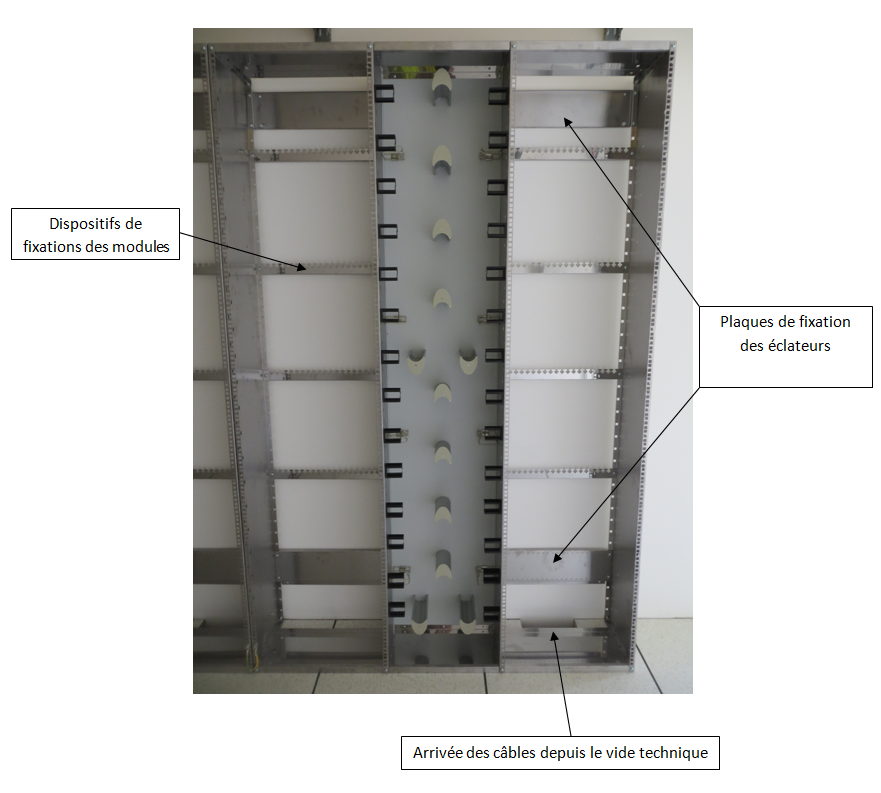 Dispositifs de
fixations des modules
Plaques de fixation
des éclateurs
Arrivée des câbles depuis le vide technique